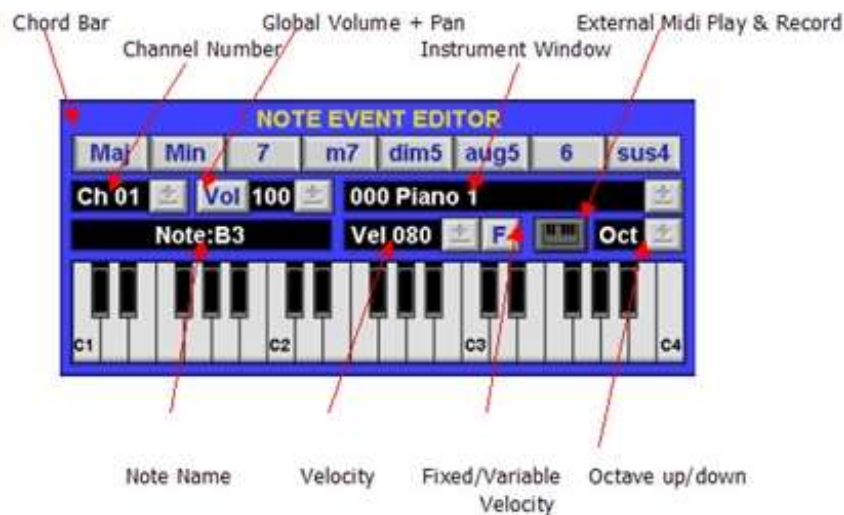 Chord Bar
Global Volume + Pan
External Midi Play & Record
Channel Number
Instrument Window
NOTE EVENT EDITOR
Maj Min 7 m7 dim5 aug5 6 sus4
Ch 01 ± Vol 100 ± 000 Piano 1 ±
Note:B3 Vel 080 ± F Oct ±
C1 C2 C3 C4
Note Name Velocity Fixed/Variable Octave up/down
Velocity